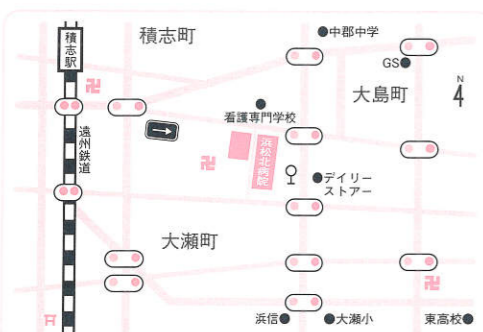 積志駅
積志町
中郡中学
GS
大島町
N
看護専門学校
遠州鉄道
浜松北病院
デイリー
ストアー
大瀬町
浜信
大瀬小
東高校